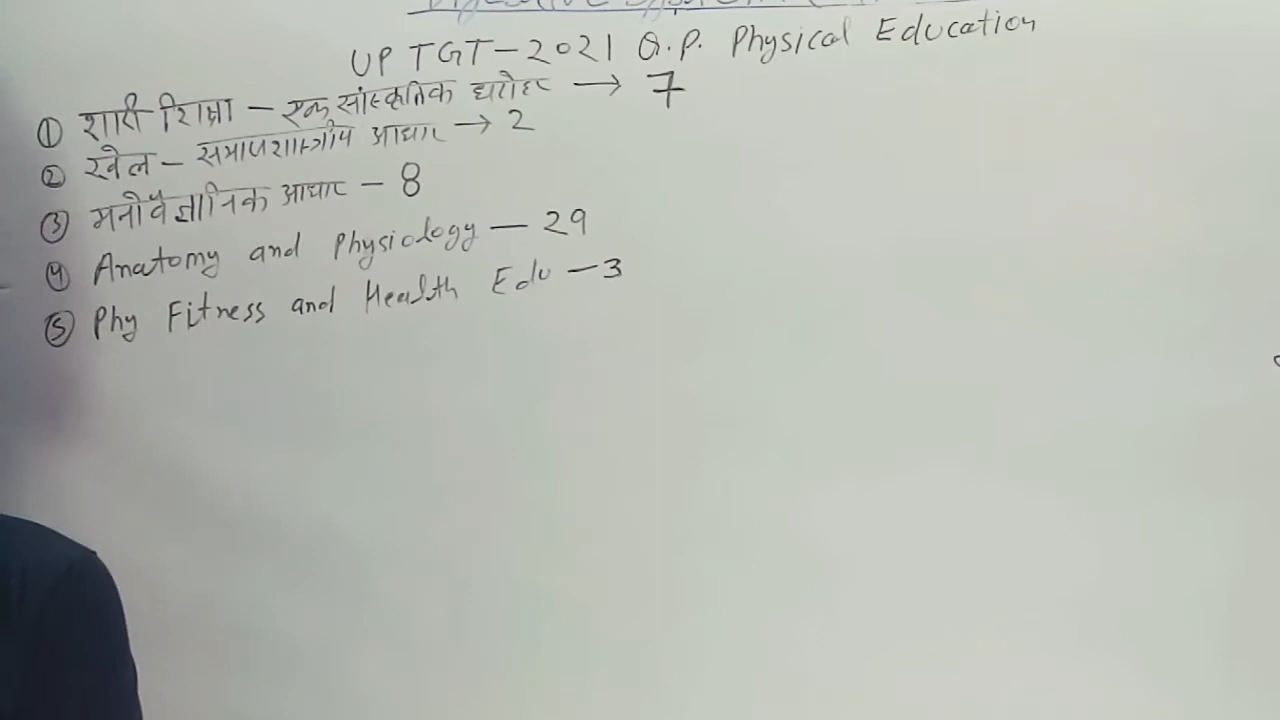 UP TGT-2021 Q.P. Physical Education
① शारी शिक्षा - एक सांस्कृतिक धरोहर → 7
② खेल - समाजशास्त्रीय आधार → 2
③ मनोवैज्ञानिक आधार - 8
④ Anatomy and Physiology - 29
⑤ Phy Fitness and Health Edu - 3